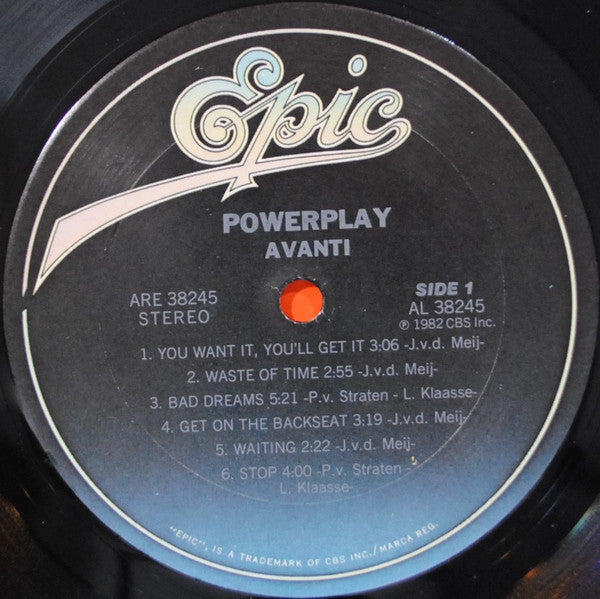 Epic
POWERPLAY
AVANTI
ARE 38245
STEREO
SIDE 1
AL 38245
℗ 1982 CBS Inc.
1. YOU WANT IT, YOU'LL GET IT 3:06 -J.v.d. Meij-
2. WASTE OF TIME 2:55 -J.v.d. Meij-
3. BAD DREAMS 5:21 -P.v. Straten - L. Klaasse-
4. GET ON THE BACKSEAT 3:19 -J.v.d. Meij-
5. WAITING 2:22 -J.v.d. Meij-
6. STOP 4:00 -P.v. Straten -
L. Klaasse-
"EPIC", IS A TRADEMARK OF CBS INC./MARCA REG.